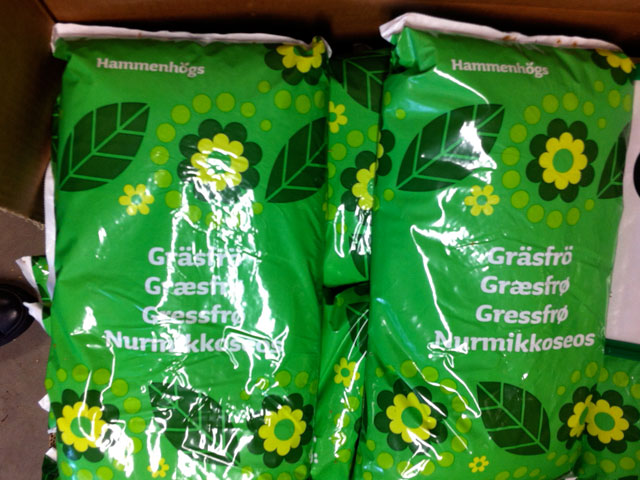 Hammenhögs
Gräsfrö
Græsfrø
Gressfrø
Nurmikkoseos
Hammenhögs
Gräsfrö
Græsfrø
Gressfrø
Nurmikkoseos